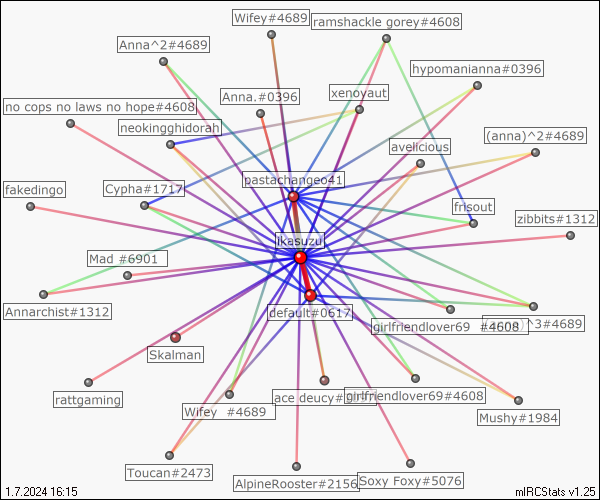 Wifey#4689
ramshackle gorey#4608
Anna^2#4689
hypomanianna#0396
xenoyaut
Anna.#0396
no cops no laws no hope#4608
neokingghidorah
(anna)^2#4689
avelicious
pastachangeo41
fakedingo
Cypha#1717
frisout
zibbits#1312
ikasuzu
Mad #6901
Annarchist#1312
default#0617
girlfriendlover69 #4608
)^3#4689
Skalman
rattgaming
ace deucy#
girlfriendlover69#4608
Wifey #4689
Mushy#1984
Toucan#2473
AlpineRooster#2156
Soxy Foxy#5076
1.7.2024 16:15
mIRCStats v1.25